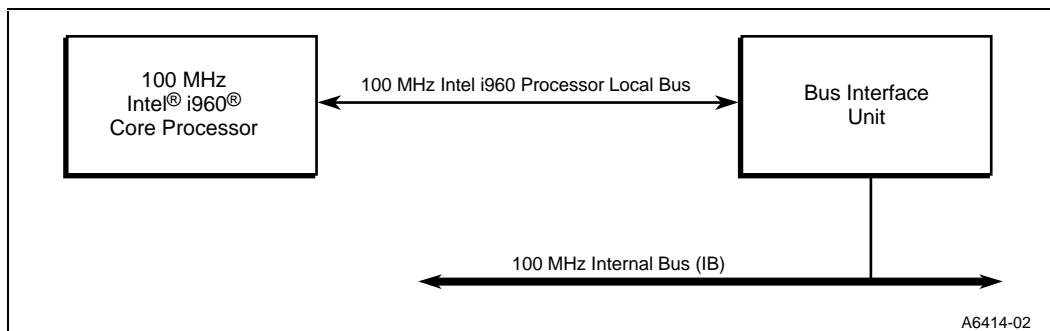 100 MHz
Intel® i960®
Core Processor
100 MHz Intel i960 Processor Local Bus
Bus Interface
Unit
100 MHz Internal Bus (IB)
A6414-02